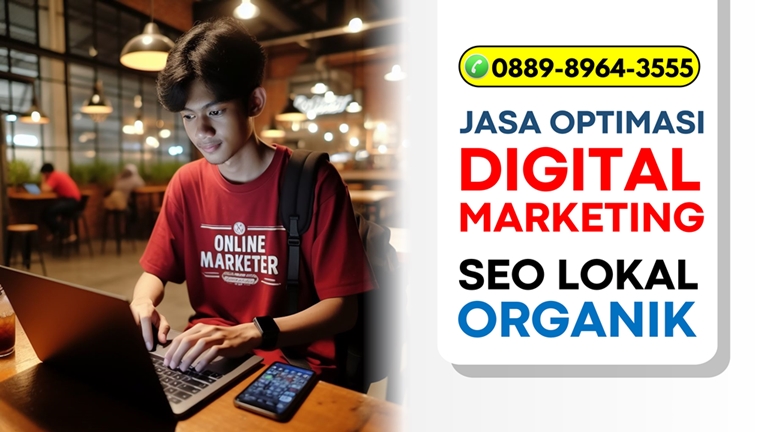 0889-8964-3555
JASA OPTIMASI
DIGITAL
MARKETING
SEO LOKAL
ORGANIK
ONLINE
MARKETER